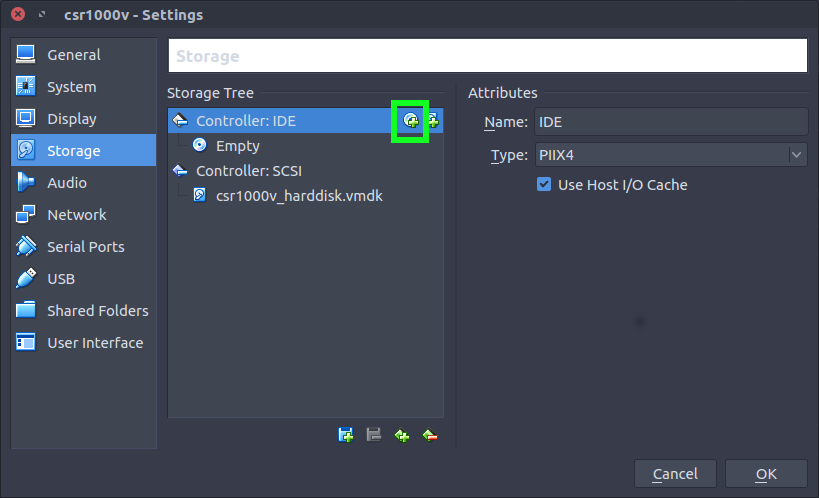 csr1000v - Settings
General
System
Display
Storage
Audio
Network
Serial Ports
USB
Shared Folders
User Interface
Storage
Storage Tree
Controller: IDE
Empty
Controller: SCSI
csr1000v_harddisk.vmdk
Attributes
Name: IDE
Type: PIIX4
Use Host I/O Cache
Cancel
OK